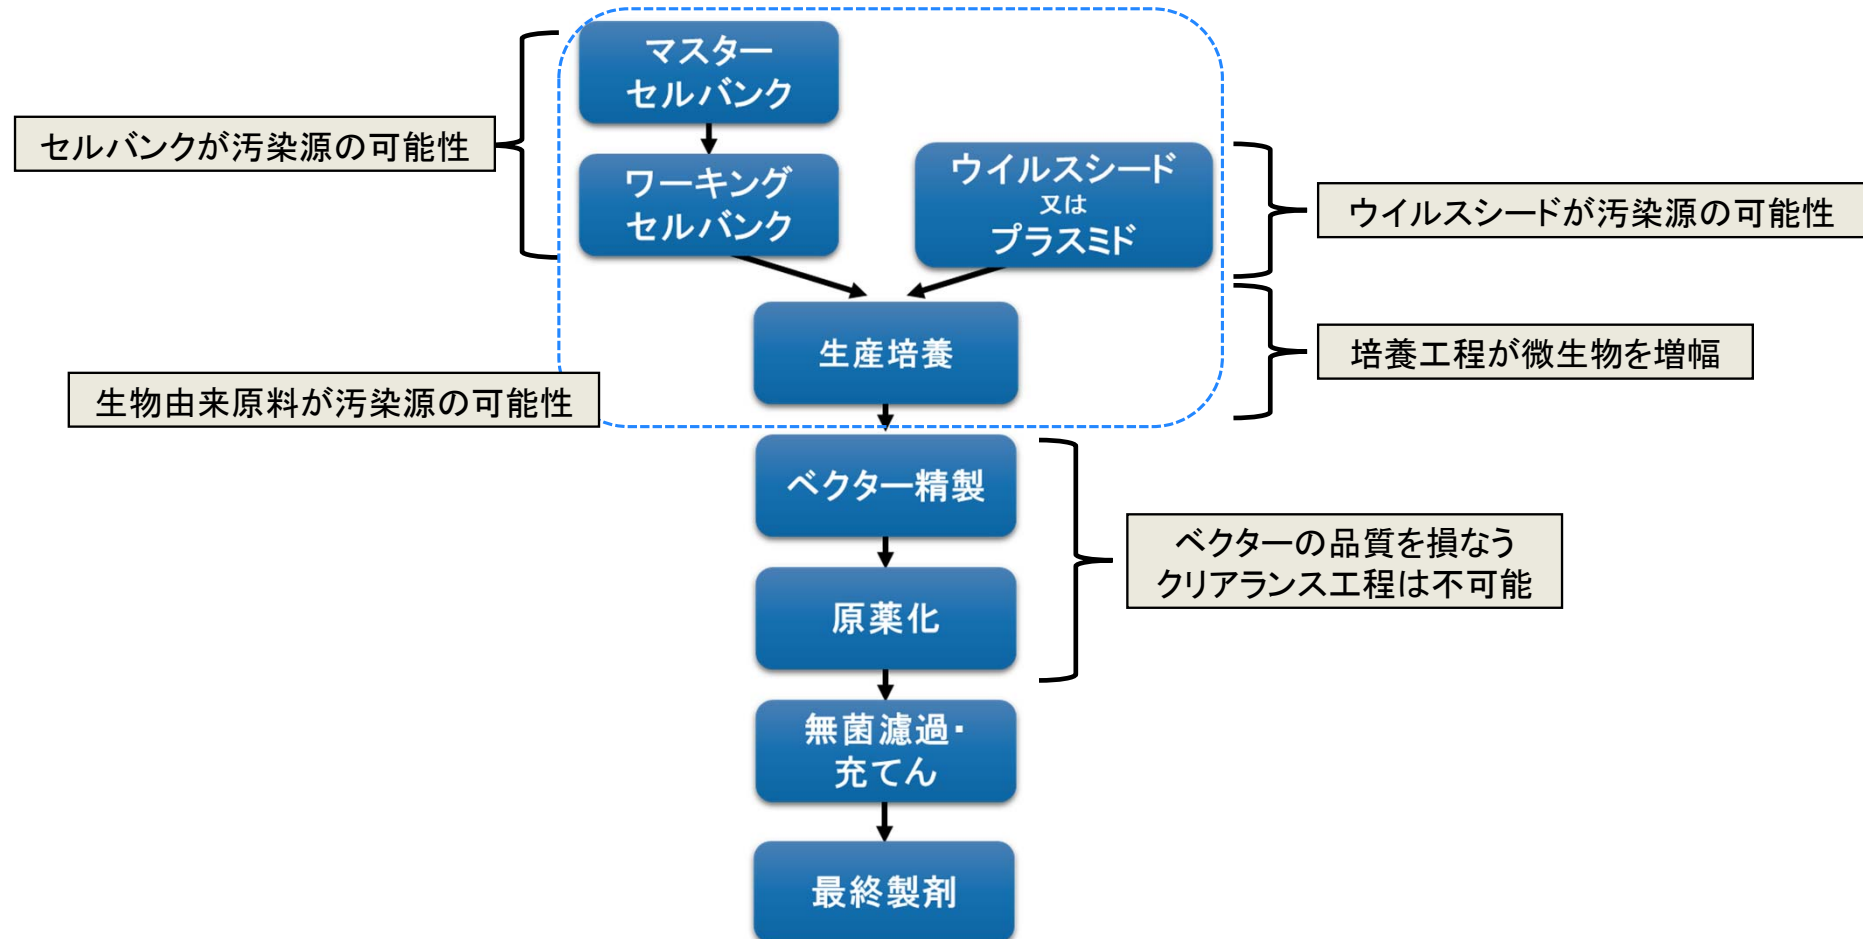 マスター
セルバンク
セルバンクが汚染源の可能性
ワーキング
セルバンク
ウイルスシード
又は
プラスミド
ウイルスシードが汚染源の可能性
生産培養
培養工程が微生物を増幅
生物由来原料が汚染源の可能性
ベクター精製
ベクターの品質を損なう
クリアランス工程は不可能
原薬化
無菌濾過・
充てん
最終製剤